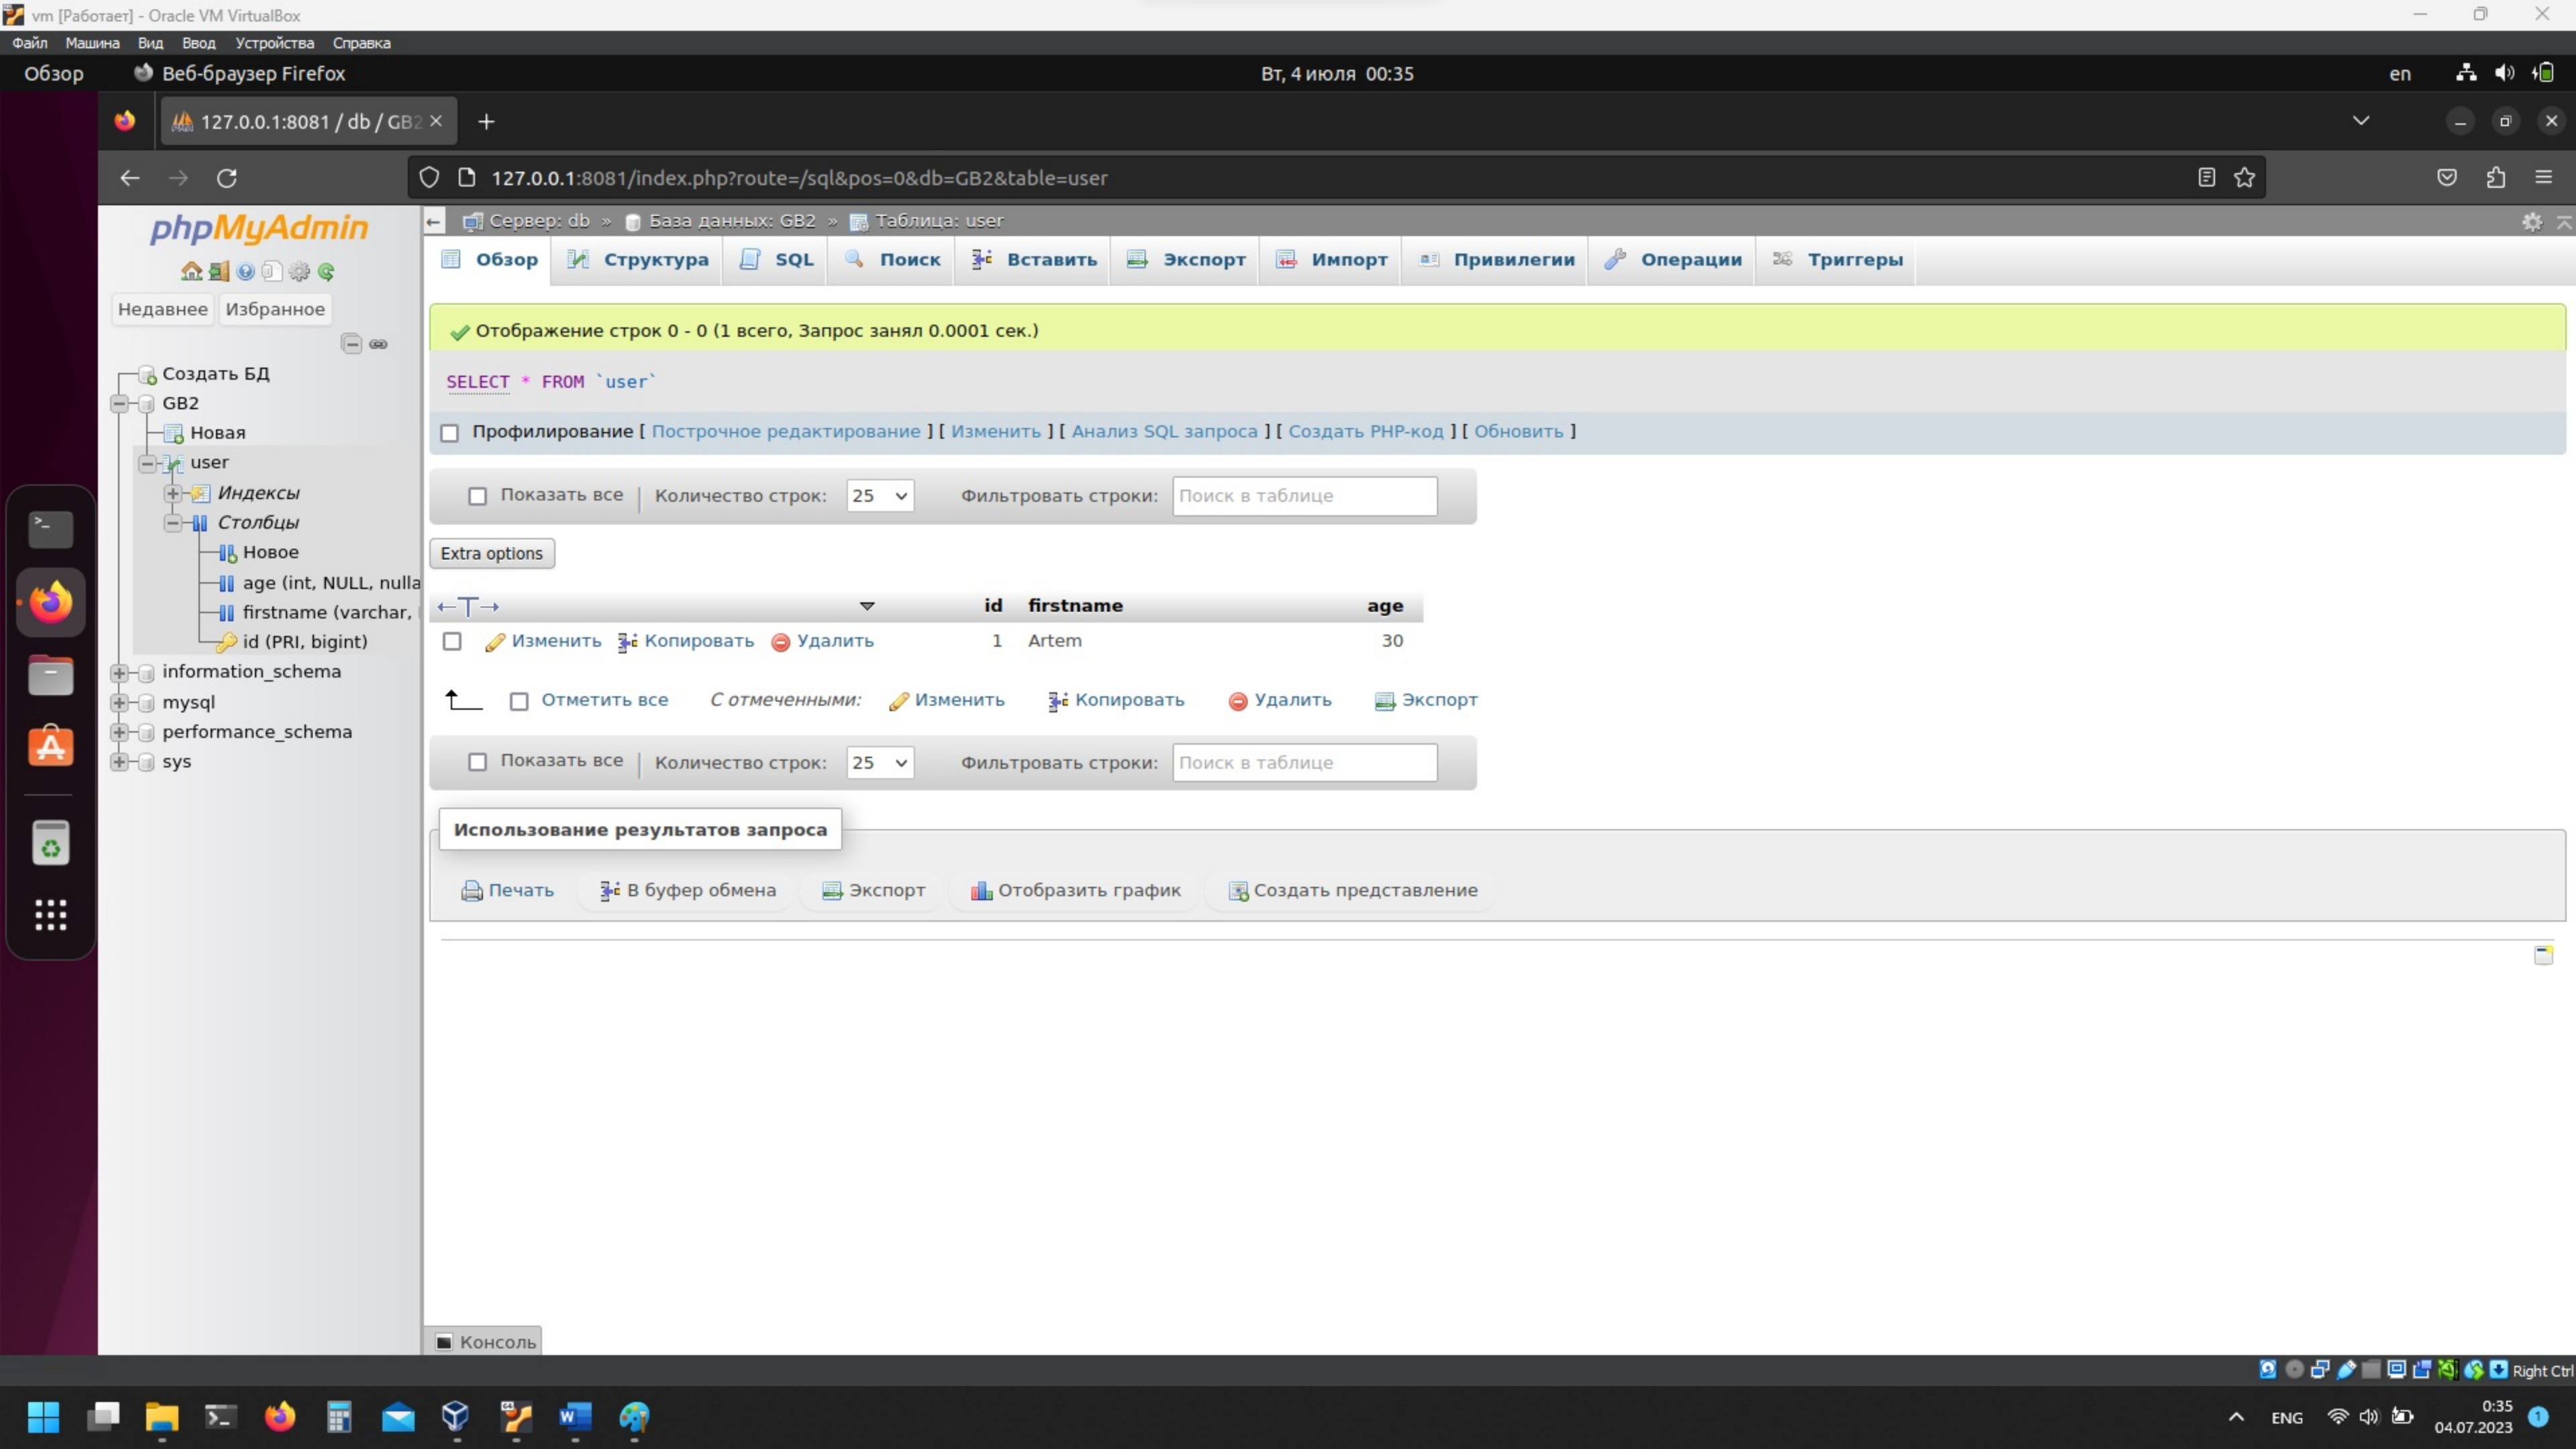 vm [Работает] - Oracle VM VirtualBox
Файл Машина Вид Ввод Устройства Справка
Обзор Веб-браузер Firefox Вт, 4 июля 00:35 en
127.0.0.1:8081 / db / GB2
127.0.0.1:8081/index.php?route=/sql&pos=0&db=GB2&table=user
phpMyAdmin
Недавнее Избранное
Создать БД
GB2
Новая
user
Индексы
Столбцы
Новое
age (int, NULL, nulla
firstname (varchar,
id (PRI, bigint)
information_schema
mysql
performance_schema
sys
Сервер: db » База данных: GB2 » Таблица: user
Обзор Структура SQL Поиск Вставить Экспорт Импорт Привилегии Операции Триггеры
Отображение строк 0 - 0 (1 всего, Запрос занял 0.0001 сек.)
SELECT * FROM `user`
Профилирование [ Построчное редактирование ] [ Изменить ] [ Анализ SQL запроса ] [ Создать PHP-код ] [ Обновить ]
Показать все Количество строк: 25 Фильтровать строки: Поиск в таблице
Extra options
←T→ id firstname age
Изменить Копировать Удалить 1 Artem 30
Отметить все С отмеченными: Изменить Копировать Удалить Экспорт
Показать все Количество строк: 25 Фильтровать строки: Поиск в таблице
Использование результатов запроса
Печать В буфер обмена Экспорт Отобразить график Создать представление
Консоль
Right Ctrl
ENG 0:35
04.07.2023 1